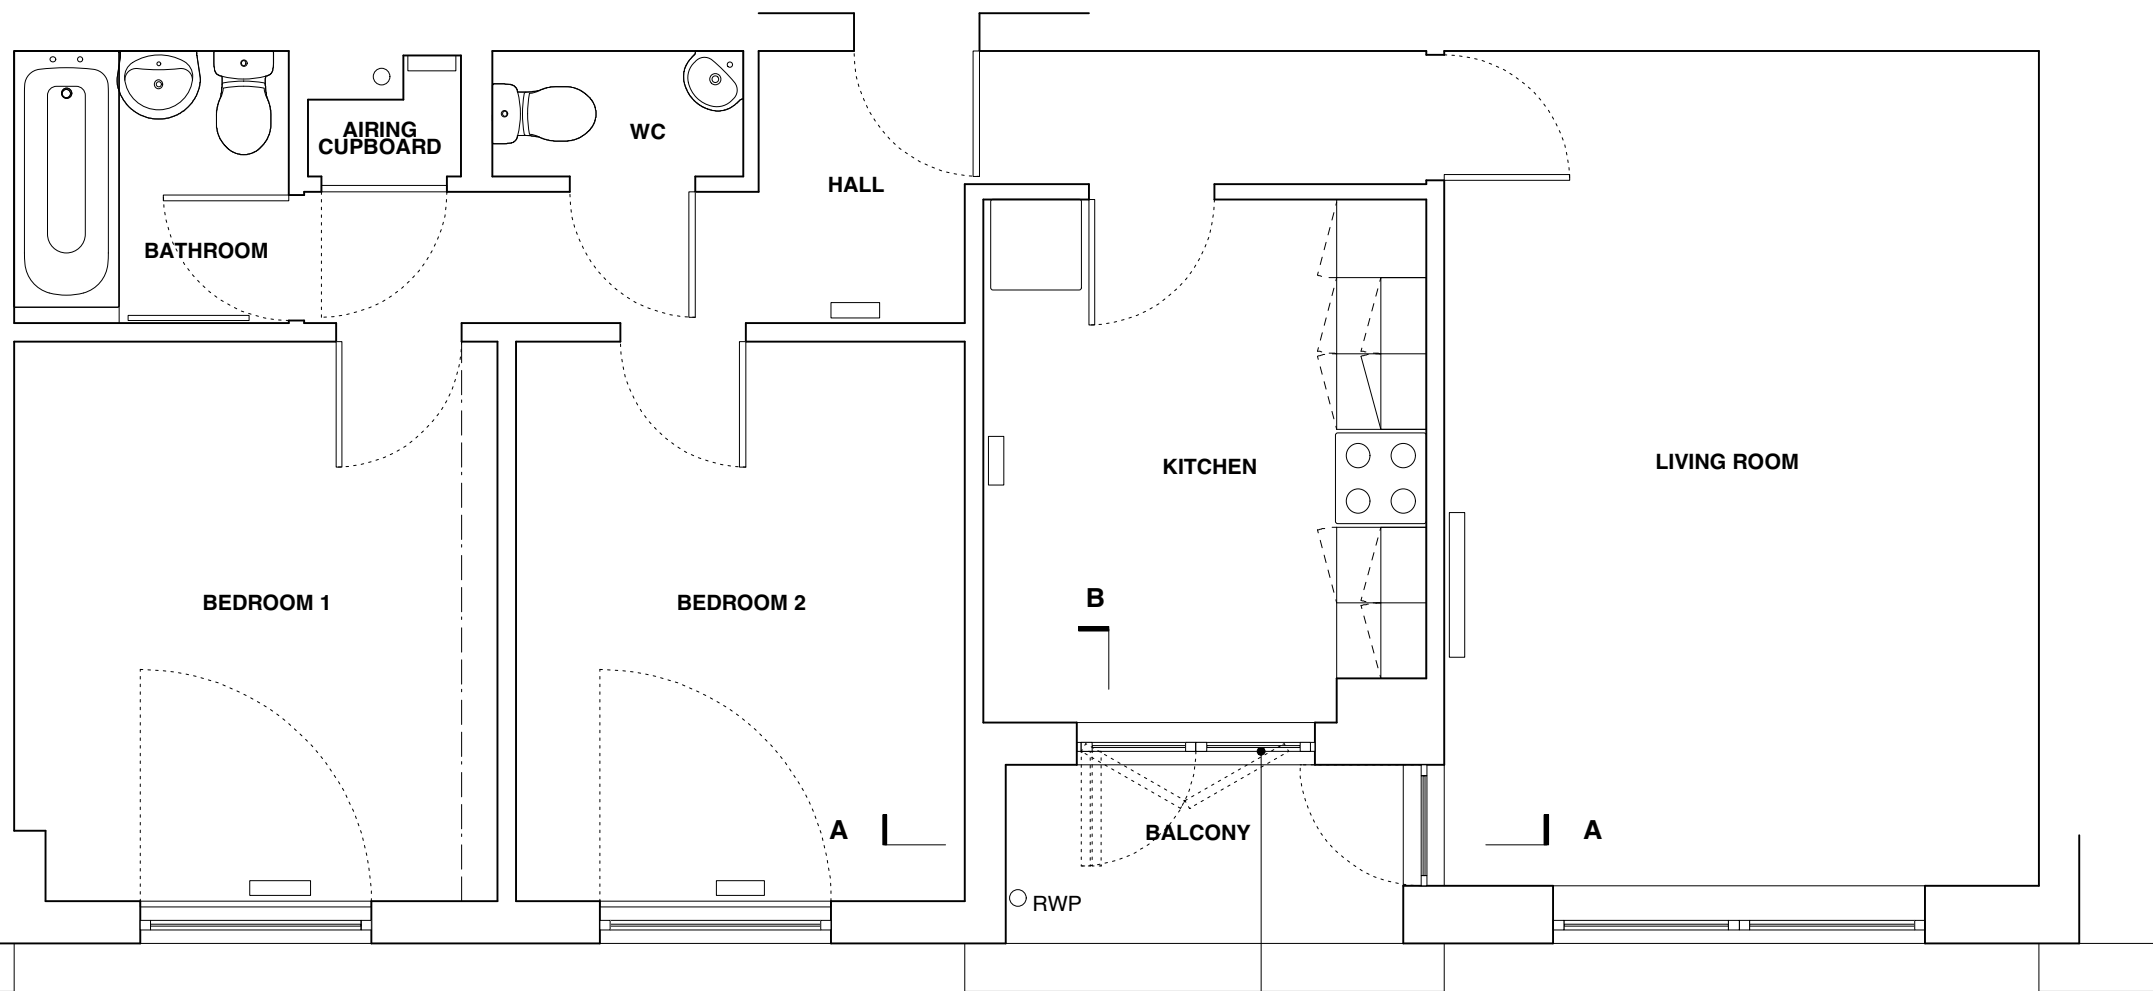 AIRING
CUPBOARD
WC
HALL
BATHROOM
KITCHEN
LIVING ROOM
BEDROOM 1
BEDROOM 2
B
A
BALCONY
A
RWP